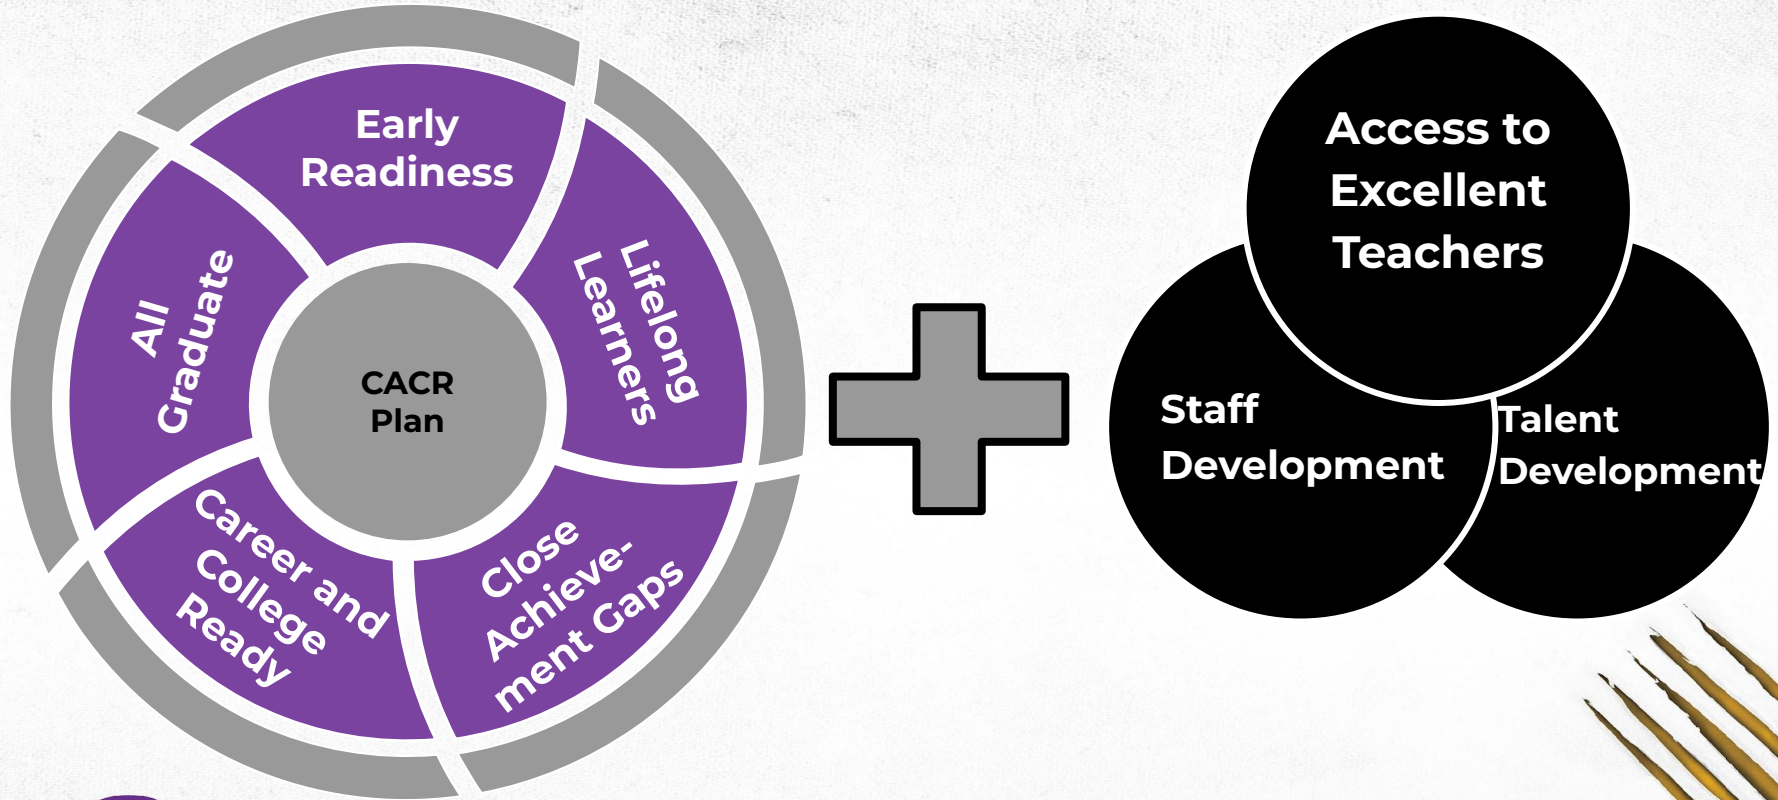 Early
Readiness
Lifelong
Learners
Close
Achieve-
ment Gaps
Career and
College
Ready
All
Graduate
CACR
Plan
Access to
Excellent
Teachers
Staff
Development
Talent
Development